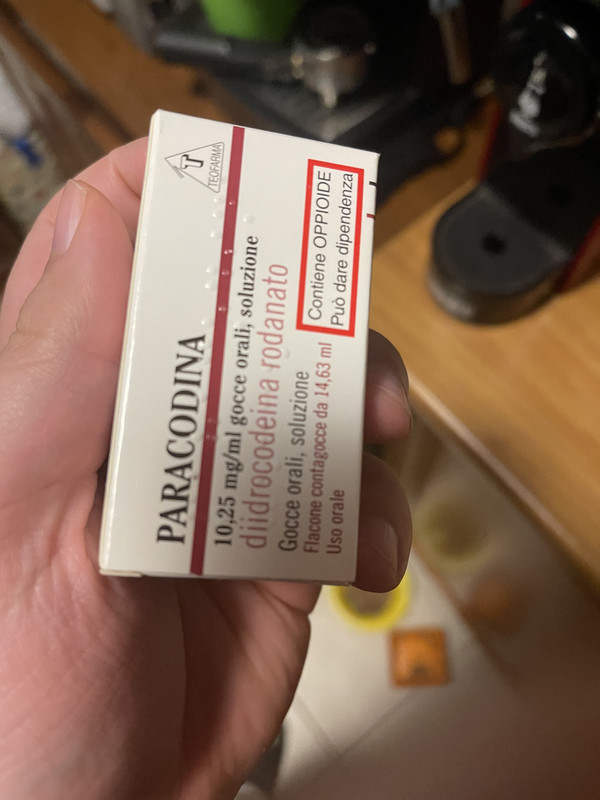 TEOFARMA
PARACODINA
10,25 mg/ml gocce orali, soluzione
diidrocodeina rodanato
Gocce orali, soluzione
Flacone contagocce da 14,63 ml
Uso orale
Contiene OPPIOIDE
Può dare dipendenza